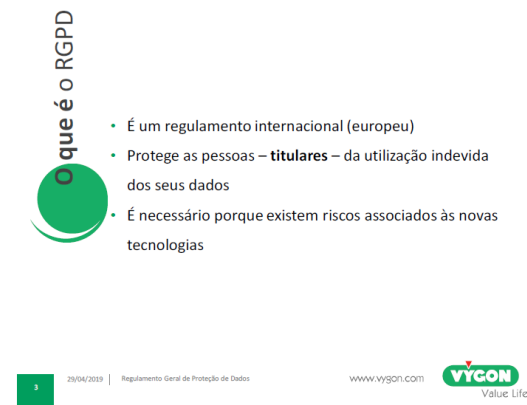 O que é o RGPD
• É um regulamento internacional (europeu)
• Protege as pessoas – titulares – da utilização indevida
dos seus dados
• É necessário porque existem riscos associados às novas
tecnologias
3
29/04/2019
Regulamento Geral de Proteção de Dados
www.vygon.com
VYGON
Value Life